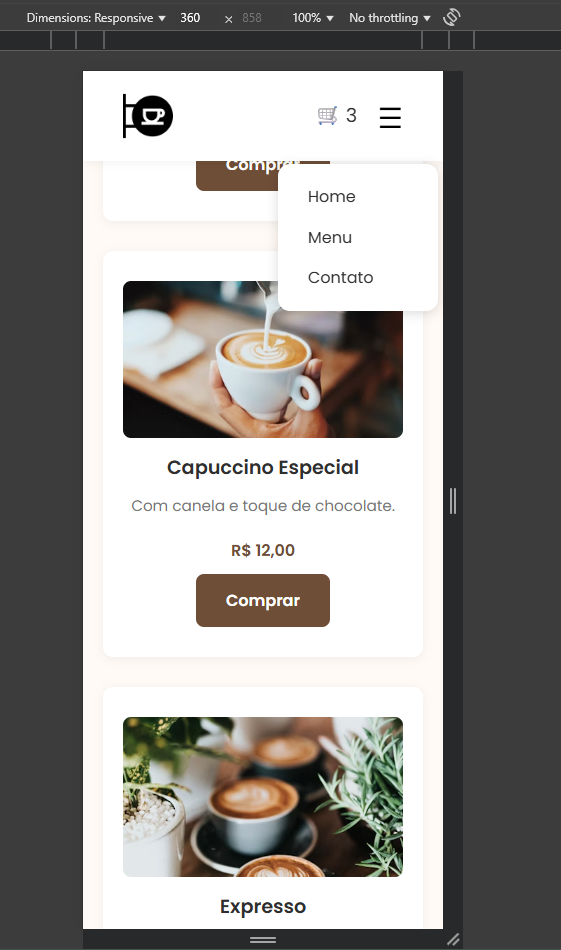 Dimensions: Responsive ▼ 360 × 858 100% ▼ No throttling ▼
3 ☰
Comprar
Home
Menu
Contato
Capuccino Especial
Com canela e toque de chocolate.
R$ 12,00
Comprar
Expresso